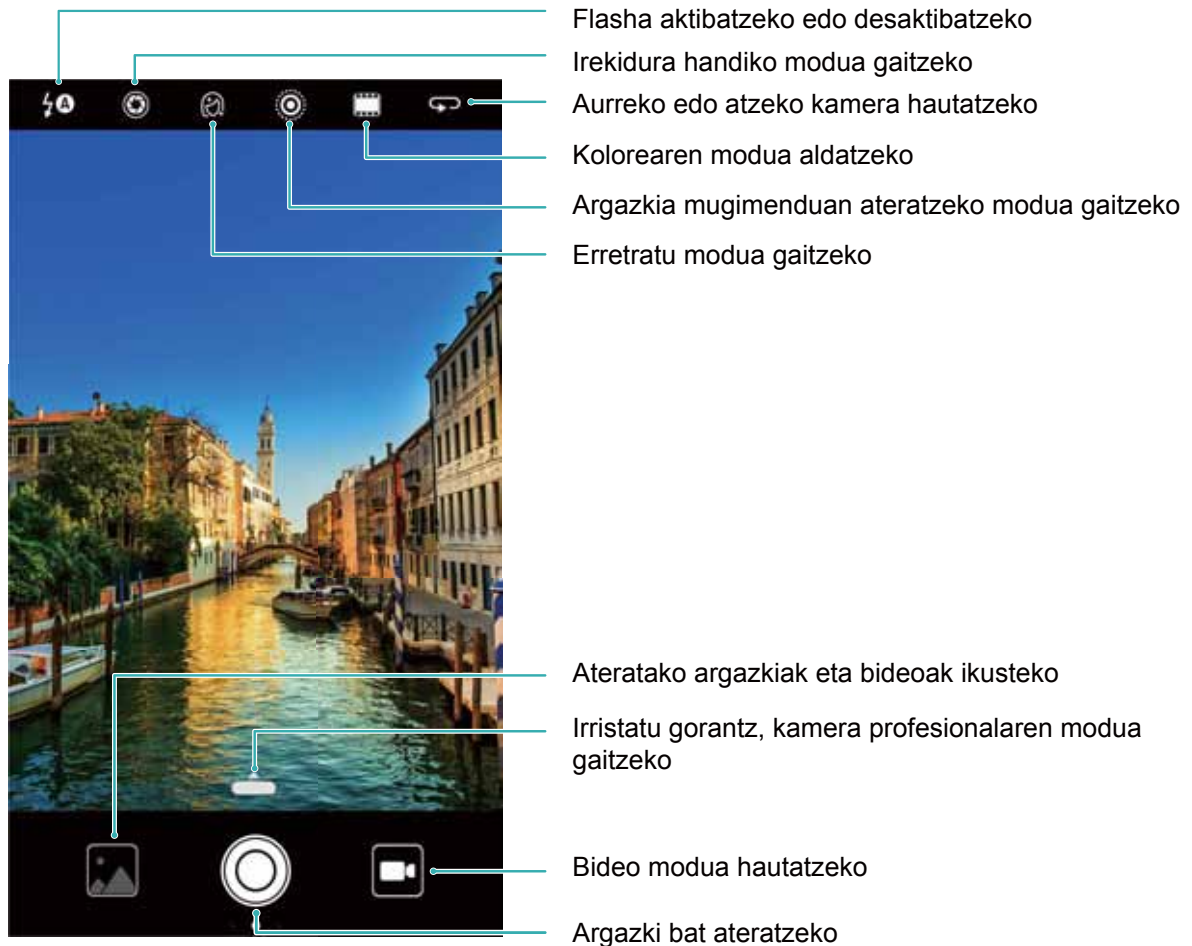 Flasha aktibatzeko edo desaktibatzeko
Irekidura handiko modua gaitzeko
Aurreko edo atzeko kamera hautatzeko
Kolorearen modua aldatzeko
Argazkia mugimenduan ateratzeko modua gaitzeko
Erretratu modua gaitzeko
A
Ateratako argazkiak eta bideoak ikusteko
Irristatu gorantz, kamera profesionalaren modua
gaitzeko
Bideo modua hautatzeko
Argazki bat ateratzeko